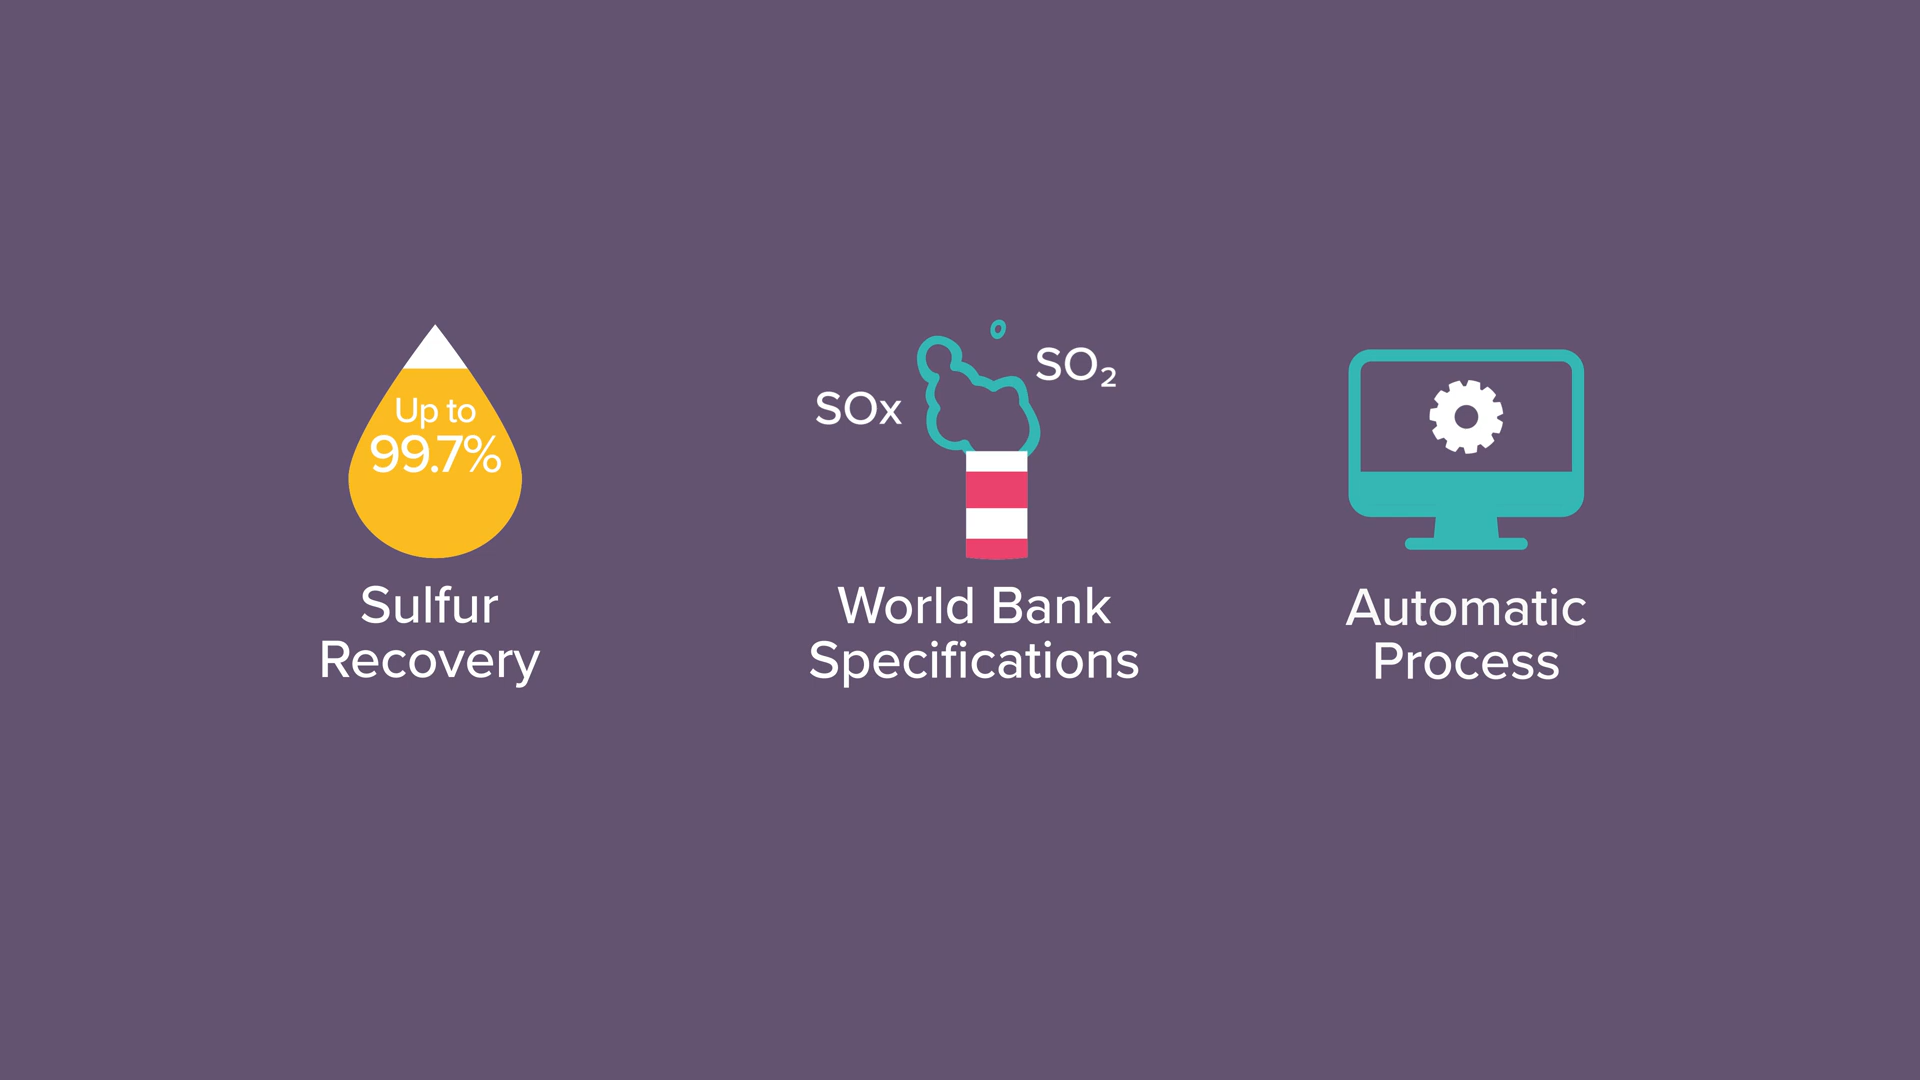 Up to
99.7%
Sulfur
Recovery
SOx
SO₂
World Bank
Specifications
Automatic
Process